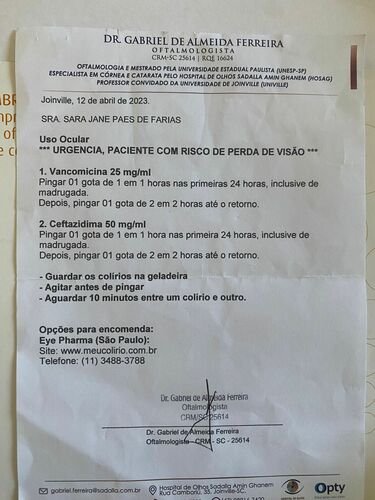 DR. GABRIEL DE ALMEIDA FERREIRA
OFTALMOLOGISTA
CRM-SC 25614 | RQE 16624
OFTALMOLOGIA E MESTRADO PELA UNIVERSIDADE ESTADUAL PAULISTA (UNESP-SP)
ESPECIALISTA EM CÓRNEA E CATARATA PELO HOSPITAL DE OLHOS SADALLA AMIN GHANEM (HOSAG)
PROFESSOR CONVIDADO DA UNIVERSIDADE DE JOINVILLE (UNIVILLE)
Joinville, 12 de abril de 2023.
SRA. SARA JANE PAES DE FARIAS
Uso Ocular
*** URGENCIA, PACIENTE COM RISCO DE PERDA DE VISÃO ***
1. Vancomicina 25 mg/ml
Pingar 01 gota de 1 em 1 horas nas primeiras 24 horas, inclusive de
madrugada.
Depois, pingar 01 gota de 2 em 2 horas até o retorno.
2. Ceftazidima 50 mg/ml
Pingar 01 gota de 1 em 1 hora nas primeiras 24 horas, inclusive de
madrugada.
Depois, pingar 01 gota de 2 em 2 horas até o retorno.
- Guardar os colírios na geladeira
- Agitar antes de pingar
- Aguardar 10 minutos entre um colírio e outro.
Opções para encomenda:
Eye Pharma (São Paulo):
Site: www.meucolirio.com.br
Telefone: (11) 3488-3788
Dr. Gabriel de Almeida Ferreira
Oftalmologista
CRM/SC 25614
Dr. Gabriel de Almeida Ferreira
Oftalmologista - CRM - SC - 25614
gabriel.ferreira@sadalla.com.br
Hospital de Olhos Sadalla Amin Ghanem
Rua Camboriú, 35, Joinville-SC.
Opty